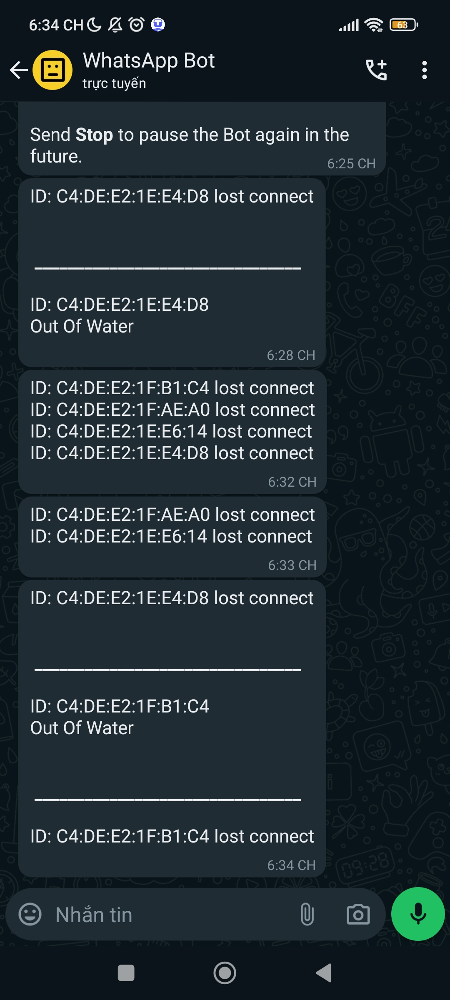 6:34 CH
63
WhatsApp Bot
trực tuyến
Send Stop to pause the Bot again in the
future.
6:25 CH
ID: C4:DE:E2:1E:E4:D8 lost connect
________________________________
ID: C4:DE:E2:1E:E4:D8
Out Of Water
6:28 CH
ID: C4:DE:E2:1F:B1:C4 lost connect
ID: C4:DE:E2:1F:AE:A0 lost connect
ID: C4:DE:E2:1E:E6:14 lost connect
ID: C4:DE:E2:1E:E4:D8 lost connect
6:32 CH
ID: C4:DE:E2:1F:AE:A0 lost connect
ID: C4:DE:E2:1E:E6:14 lost connect
6:33 CH
ID: C4:DE:E2:1E:E4:D8 lost connect
________________________________
ID: C4:DE:E2:1F:B1:C4
Out Of Water
________________________________
ID: C4:DE:E2:1F:B1:C4 lost connect
6:34 CH
Nhắn tin